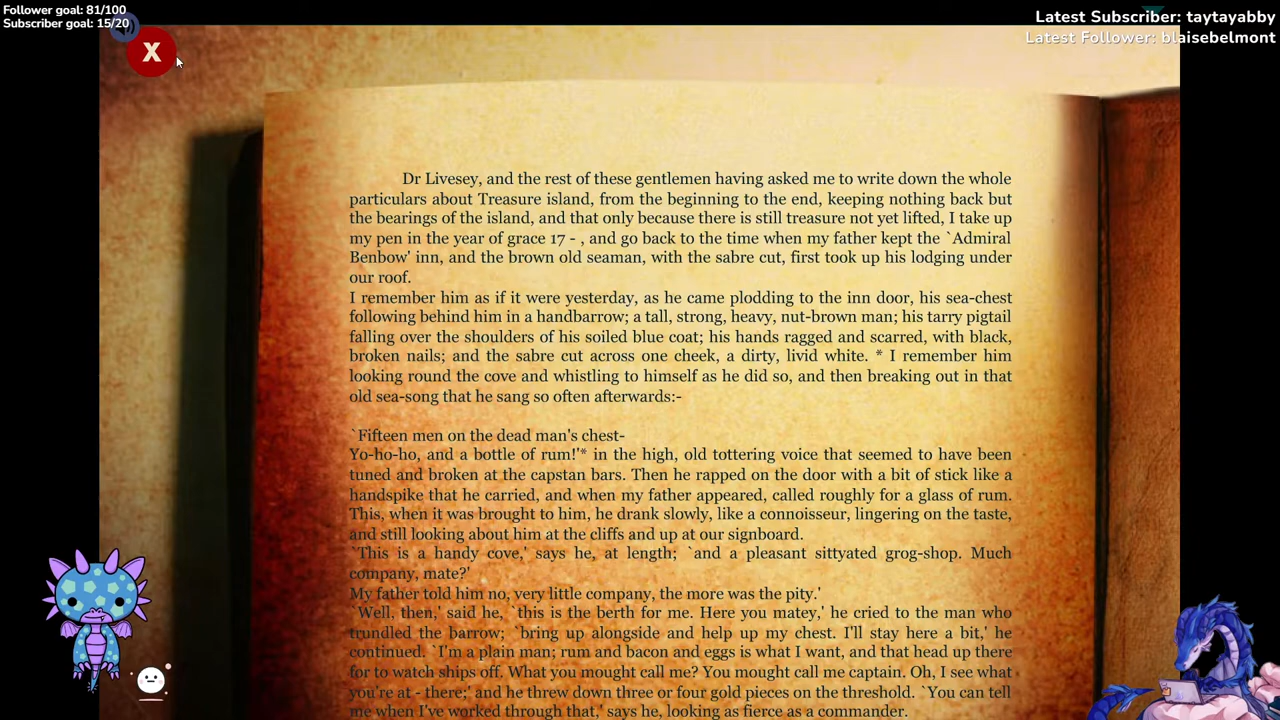 Follower goal: 81/100
Subscriber goal: 15/20
Latest Subscriber: taytayabby
Latest Follower: blaisebelmont
X
Dr Livesey, and the rest of these gentlemen having asked me to write down the whole
particulars about Treasure island, from the beginning to the end, keeping nothing back but
the bearings of the island, and that only because there is still treasure not yet lifted, I take up
my pen in the year of grace 17 - , and go back to the time when my father kept the `Admiral
Benbow' inn, and the brown old seaman, with the sabre cut, first took up his lodging under
our roof.
I remember him as if it were yesterday, as he came plodding to the inn door, his sea-chest
following behind him in a handbarrow; a tall, strong, heavy, nut-brown man; his tarry pigtail
falling over the shoulders of his soiled blue coat; his hands ragged and scarred, with black,
broken nails; and the sabre cut across one cheek, a dirty, livid white. * I remember him
looking round the cove and whistling to himself as he did so, and then breaking out in that
old sea-song that he sang so often afterwards:-
`Fifteen men on the dead man's chest-
Yo-ho-ho, and a bottle of rum!'* in the high, old tottering voice that seemed to have been
tuned and broken at the capstan bars. Then he rapped on the door with a bit of stick like a
handspike that he carried, and when my father appeared, called roughly for a glass of rum.
This, when it was brought to him, he drank slowly, like a connoisseur, lingering on the taste,
and still looking about him at the cliffs and up at our signboard.
`This is a handy cove,' says he, at length; `and a pleasant sittyated grog-shop. Much
company, mate?'
My father told him no, very little company, the more was the pity.'
`Well, then,' said he, `this is the berth for me. Here you matey,' he cried to the man who
trundled the barrow; `bring up alongside and help up my chest. I'll stay here a bit,' he
continued. `I'm a plain man; rum and bacon and eggs is what I want, and that head up there
for to watch ships off. What you mought call me? You mought call me captain. Oh, I see what
you're at - there;' and he threw down three or four gold pieces on the threshold. `You can tell
me when I've worked through that,' says he, looking as fierce as a commander.